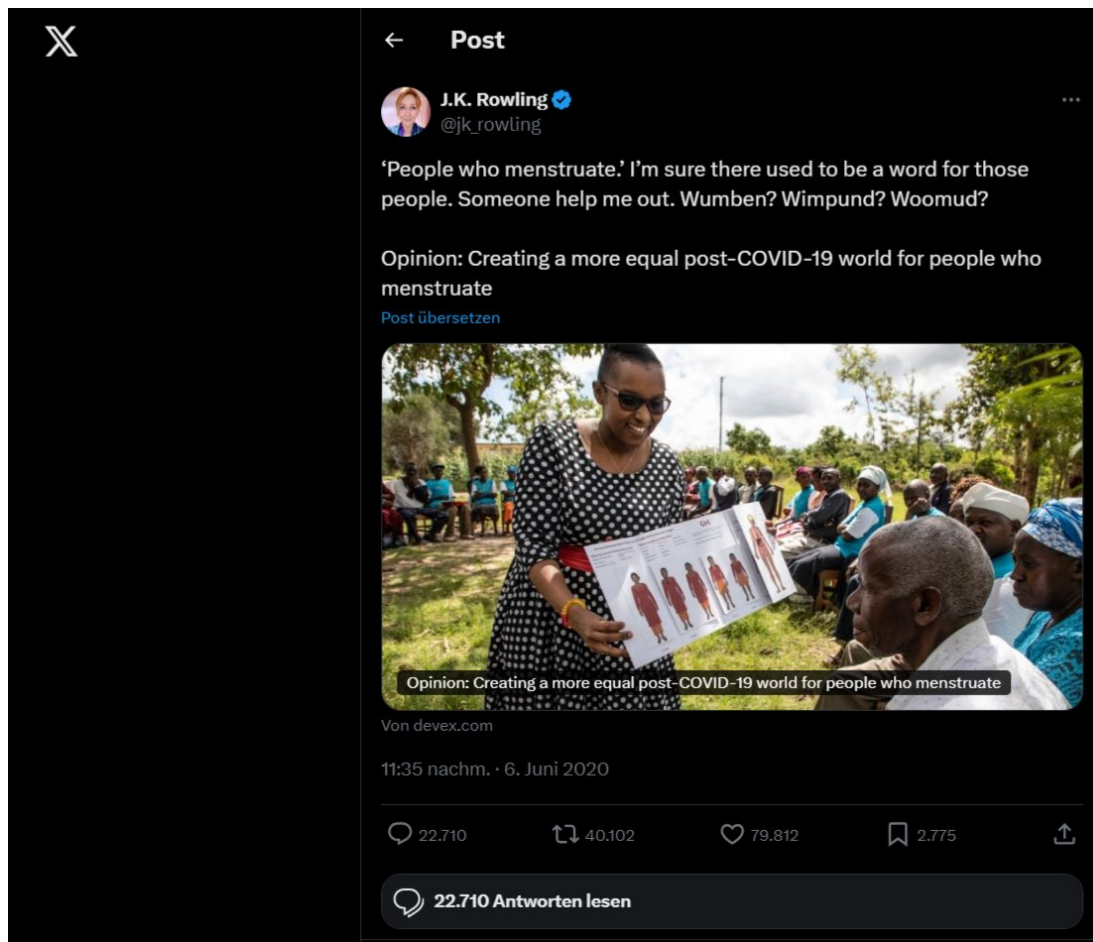 Post
J.K. Rowling
@jk_rowling
‘People who menstruate.’ I’m sure there used to be a word for those
people. Someone help me out. Wumben? Wimpund? Woomud?
Opinion: Creating a more equal post-COVID-19 world for people who
menstruate
Post übersetzen
Girl
Opinion: Creating a more equal post-COVID-19 world for people who menstruate
Von devex.com
11:35 nachm. · 6. Juni 2020
22.710 40.102 79.812 2.775
22.710 Antworten lesen